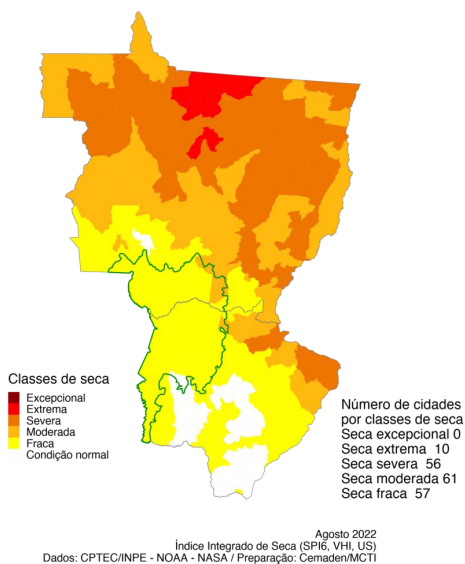 Classes de seca
Excepcional
Extrema
Severa
Moderada
Fraca
Condição normal
Número de cidades
por classes de seca
Seca excepcional 0
Seca extrema 10
Seca severa 56
Seca moderada 61
Seca fraca 57
Agosto 2022
Índice Integrado de Seca (SPI6, VHI, US)
Dados: CPTEC/INPE - NOAA - NASA / Preparação: Cemaden/MCTI